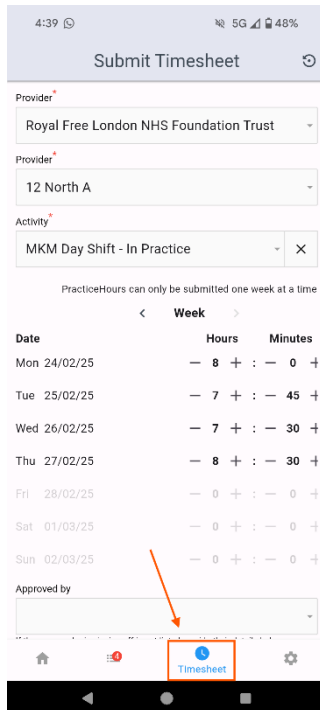 4:39 5G 48%
Submit Timesheet
Provider*
Royal Free London NHS Foundation Trust
Provider*
12 North A
Activity*
MKM Day Shift - In Practice
PracticeHours can only be submitted one week at a time
< Week >
Date Hours Minutes
Mon 24/02/25 — 8 + : — 0 +
Tue 25/02/25 — 7 + : — 45 +
Wed 26/02/25 — 7 + : — 30 +
Thu 27/02/25 — 8 + : — 30 +
Fri 28/02/25 — 0 + : — 0 +
Sat 01/03/25 — 0 + : — 0 +
Sun 02/03/25 — 0 + : — 0 +
Approved by
4
Timesheet